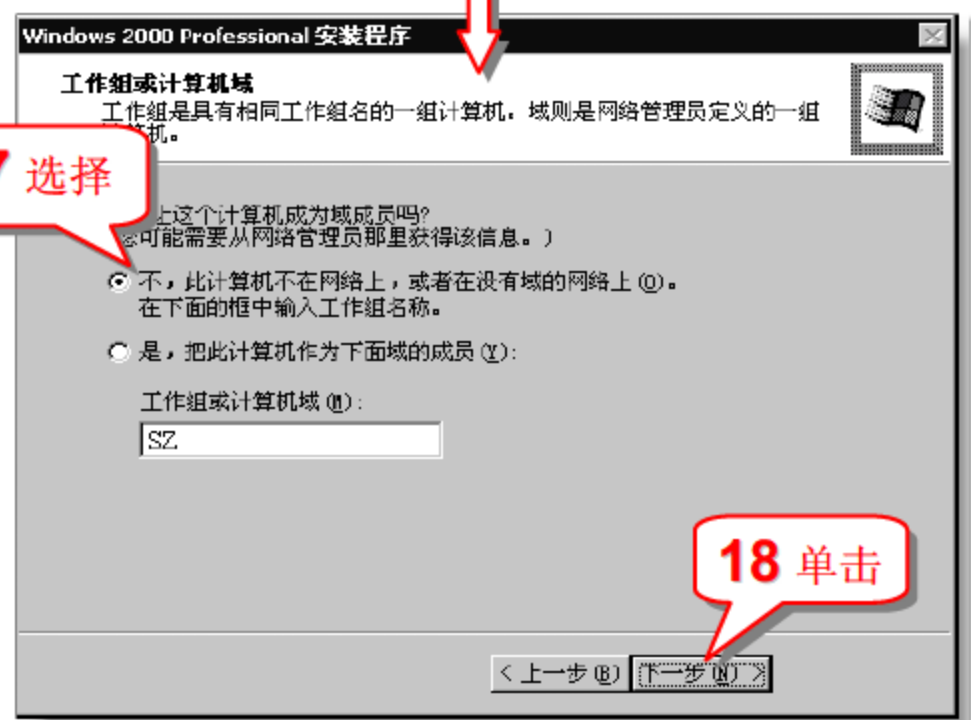 Windows 2000 Professional 安装程序
工作组或计算机域
工作组是具有相同工作组名的一组计算机。域则是网络管理员定义的一组
算机。
选择
上这个计算机成为域成员吗?
您可能需要从网络管理员那里获得该信息。)
不，此计算机不在网络上，或者在没有域的网络上(O)。
在下面的框中输入工作组名称。
是，把此计算机作为下面域的成员(Y):
工作组或计算机域(M):
SZ
18 单击
< 上一步(B)
下一步(N) >